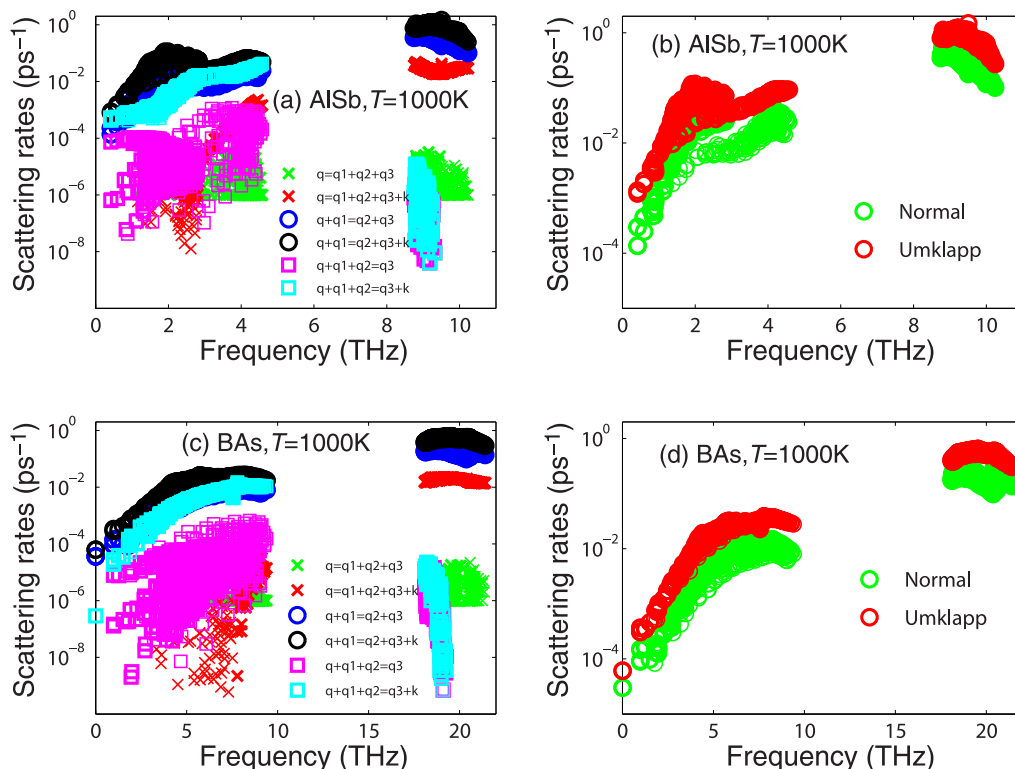 Scattering rates (ps⁻¹)
10⁰
10⁻²
10⁻⁴
10⁻⁶
10⁻⁸
(a) AlSb, T=1000K
q=q1+q2+q3
q=q1+q2+q3+k
q+q1=q2+q3
q+q1=q2+q3+k
q+q1+q2=q3
q+q1+q2=q3+k
0 2 4 6 8 10
Frequency (THz)
Scattering rates (ps⁻¹)
10⁰
10⁻²
10⁻⁴
(b) AlSb, T=1000K
Normal
Umklapp
0 2 4 6 8 10
Frequency (THz)
Scattering rates (ps⁻¹)
10⁰
10⁻²
10⁻⁴
10⁻⁶
10⁻⁸
(c) BAs, T=1000K
q=q1+q2+q3
q=q1+q2+q3+k
q+q1=q2+q3
q+q1=q2+q3+k
q+q1+q2=q3
q+q1+q2=q3+k
0 5 10 15 20
Frequency (THz)
Scattering rates (ps⁻¹)
10⁰
10⁻²
10⁻⁴
(d) BAs, T=1000K
Normal
Umklapp
0 5 10 15 20
Frequency (THz)